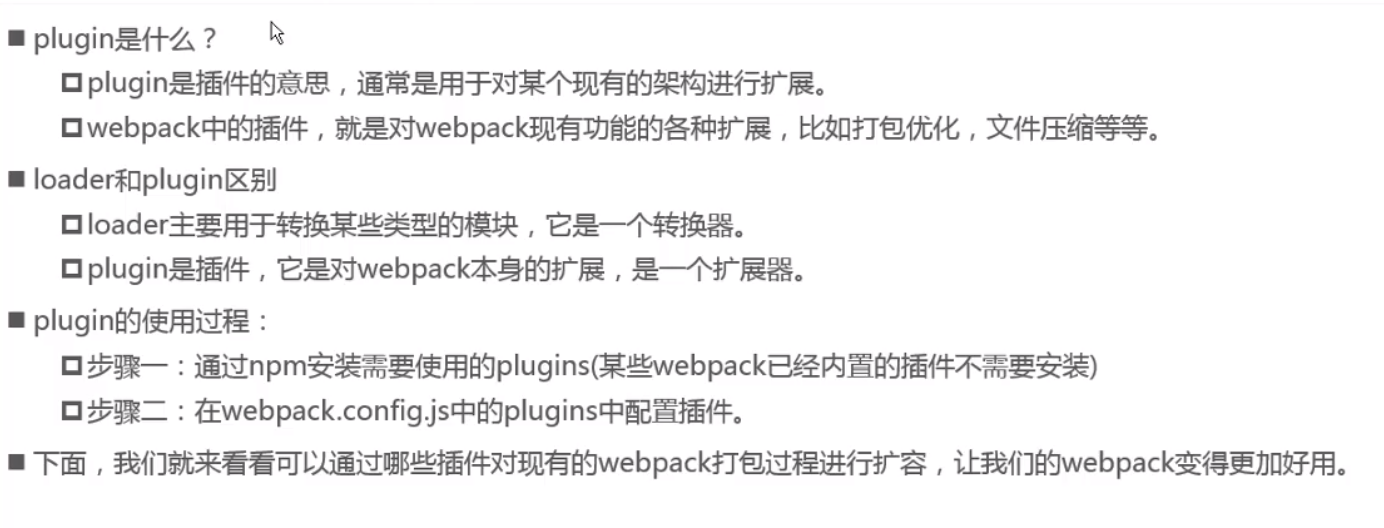 ■ plugin是什么？
plugin是插件的意思，通常是用于对某个现有的架构进行扩展。
webpack中的插件，就是对webpack现有功能的各种扩展，比如打包优化，文件压缩等等。
■ loader和plugin区别
loader主要用于转换某些类型的模块，它是一个转换器。
plugin是插件，它是对webpack本身的扩展，是一个扩展器。
■ plugin的使用过程：
步骤一：通过npm安装需要使用的plugins(某些webpack已经内置的插件不需要安装)
步骤二：在webpack.config.js中的plugins中配置插件。
■ 下面，我们就来看看可以通过哪些插件对现有的webpack打包过程进行扩容，让我们的webpack变得更加好用。